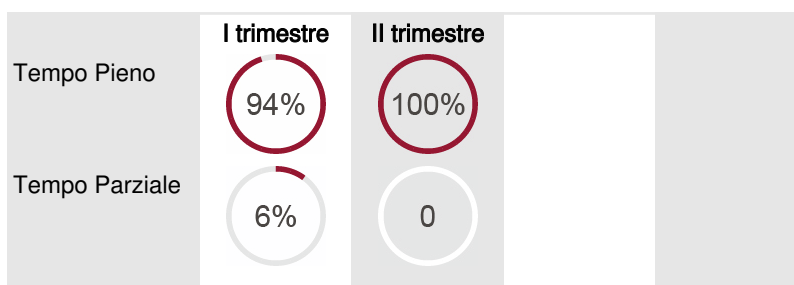 I trimestre II trimestre
Tempo Pieno
94% 100%
Tempo Parziale
6% 0